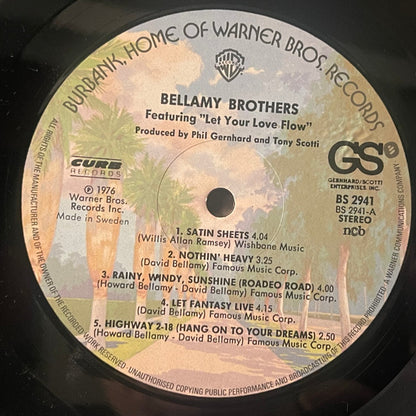 BURBANK, HOME OF WARNER BROS. RECORDS
BELLAMY BROTHERS
Featuring "Let Your Love Flow"
Produced by Phil Gernhard and Tony Scotti
CURB
RECORDS
℗ 1976
Warner Bros.
Records Inc.
Made in Sweden
GS
GERNHARD/SCOTTI
ENTERPRISES, INC.
BS 2941
BS 2941-A
STEREO
ncb
1. SATIN SHEETS 4.04
(Willis Allan Ramsey) Wishbone Music
2. NOTHIN' HEAVY 3.25
(David Bellamy) Famous Music Corp.
3. RAINY, WINDY, SUNSHINE (ROADEO ROAD) 4.00
(Howard Bellamy - David Bellamy) Famous Music Corp.
4. LET FANTASY LIVE 4.15
(David Bellamy) Famous Music Corp.
5. HIGHWAY 2-18 (HANG ON TO YOUR DREAMS) 2.50
(Howard Bellamy - David Bellamy) Famous Music Corp.
ALL RIGHTS OF THE MANUFACTURER AND OF THE OWNER OF THE RECORDED WORK RESERVED. UNAUTHORISED COPYING PUBLIC PERFORMANCE AND BROADCASTING OF THIS RECORD PROHIBITED. A WARNER COMMUNICATIONS COMPANY.